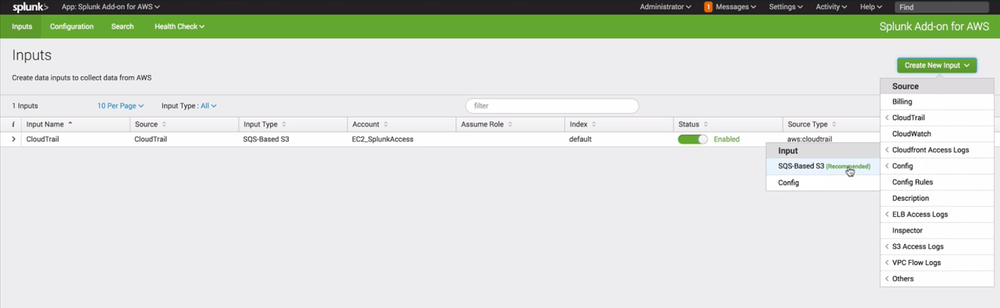 splunk> App: Splunk Add-on for AWS Administrator 1 Messages Settings Activity Help Find
Inputs Configuration Search Health Check Splunk Add-on for AWS
Inputs
Create New Input
Create data inputs to collect data from AWS
1 Inputs 10 Per Page Input Type : All filter
i Input Name Source Input Type Account Assume Role Index Status Source Type
CloudTrail CloudTrail SQS-Based S3 EC2_SplunkAccess default Enabled aws:cloudtrail
Input
SQS-Based S3 (Recommended)
Config
Source
Billing
CloudTrail
CloudWatch
Cloudfront Access Logs
Config
Config Rules
Description
ELB Access Logs
Inspector
S3 Access Logs
VPC Flow Logs
Others